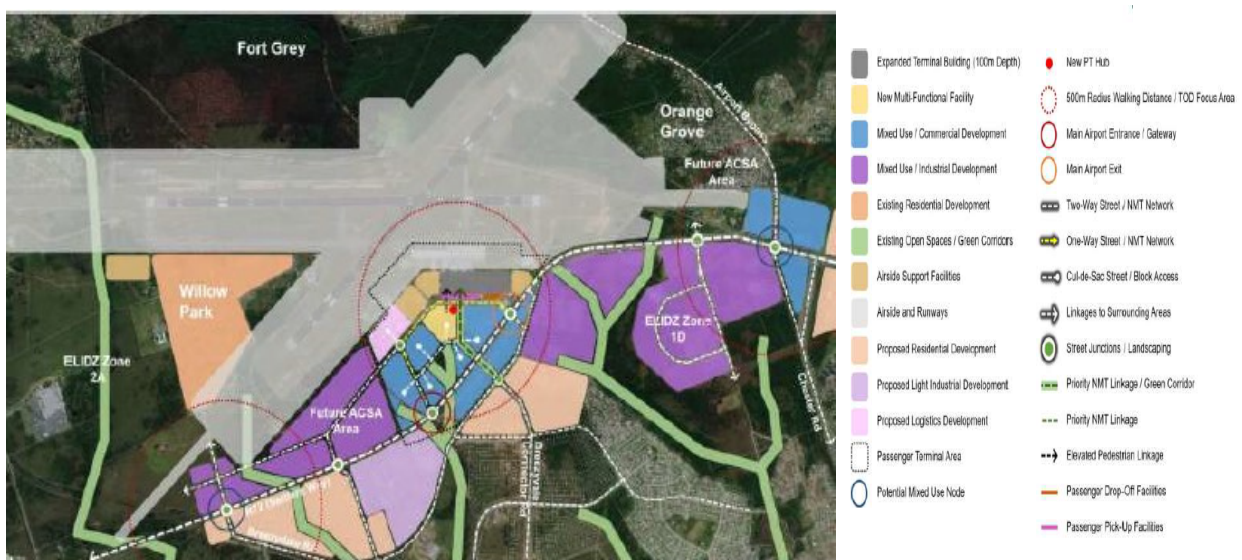 Fort Grey
Orange
Grove
Airport Bypass
Future ACSA
Area
Willow
Park
ELIDZ Zone
1D
ELIDZ Zone
2A
Future ACSA
Area
Chester Rd
Expanded Terminal Building (100m Depth)
New Multi-Functional Facility
Mixed Use / Commercial Development
Mixed Use / Industrial Development
Existing Residential Development
Existing Open Spaces / Green Corridors
Airside Support Facilities
Airside and Runways
Proposed Residential Development
Proposed Light Industrial Development
Proposed Logistics Development
Passenger Terminal Area
Potential Mixed Use Node
New PT Hub
500m Radius Walking Distance / TOD Focus Area
Main Airport Entrance / Gateway
Main Airport Exit
Two-Way Street / NMT Network
One-Way Street / NMT Network
Cul-de-Sac Street / Block Access
Linkages to Surrounding Areas
Street Junctions / Landscaping
Priority NMT Linkage / Green Corridor
Priority NMT Linkage
Elevated Pedestrian Linkage
Passenger Drop-Off Facilities
Passenger Pick-Up Facilities